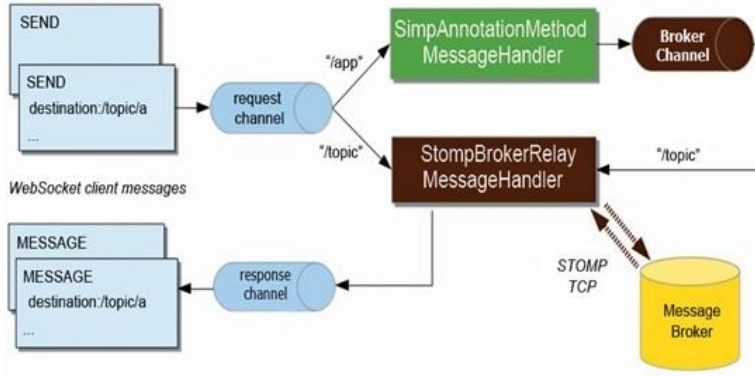 SEND
SEND
destination:/topic/a
...
WebSocket client messages
request
channel
"/app"
"/topic"
SimpAnnotationMethod
MessageHandler
Broker
Channel
StompBrokerRelay
MessageHandler
"/topic"
MESSAGE
MESSAGE
destination:/topic/a
...
response
channel
STOMP
TCP
Message
Broker